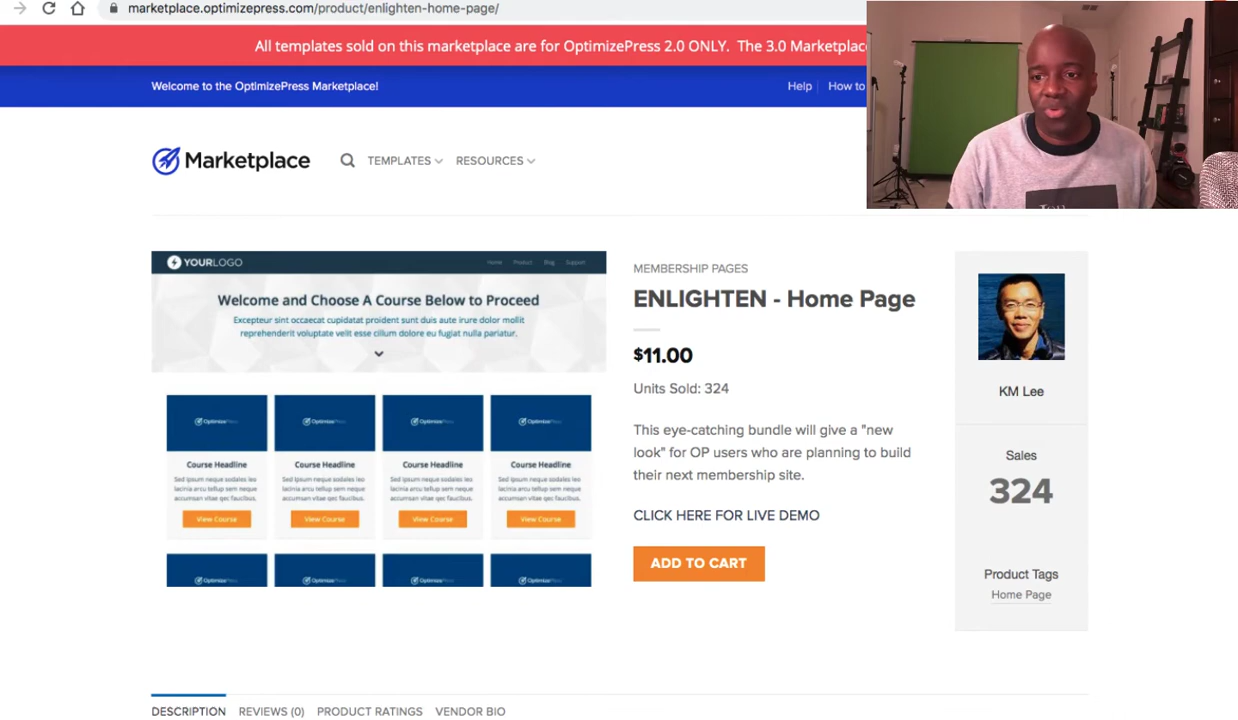 marketplace.optimizepress.com/product/enlighten-home-page/
All templates sold on this marketplace are for OptimizePress 2.0 ONLY. The 3.0 Marketplace
Welcome to the OptimizePress Marketplace!
Help
How to
Marketplace
TEMPLATES
RESOURCES
YOURLOGO
Home
Product
Blog
Support
Welcome and Choose A Course Below to Proceed
Excepteur sint occaecat cupidatat proident sunt duis aute irure dolor mollit
reprehenderit voluptate velit esse cillum dolore eu fugiat nulla pariatur.
OptimizePress
OptimizePress
OptimizePress
OptimizePress
Course Headline
Course Headline
Course Headline
Course Headline
Sed ipsum neque sodales leo
lacinia arcu tellup sem neque
accumsan vitae qec faucibus.
Sed ipsum neque sodales leo
lacinia arcu tellup sem neque
accumsan vitae qec faucibus.
Sed ipsum neque sodales leo
lacinia arcu tellup sem neque
accumsan vitae qec faucibus.
Sed ipsum neque sodales leo
lacinia arcu tellup sem neque
accumsan vitae qec faucibus.
View Course
View Course
View Course
View Course
OptimizePress
OptimizePress
OptimizePress
OptimizePress
MEMBERSHIP PAGES
ENLIGHTEN - Home Page
$11.00
Units Sold: 324
This eye-catching bundle will give a "new
look" for OP users who are planning to build
their next membership site.
CLICK HERE FOR LIVE DEMO
ADD TO CART
KM Lee
Sales
324
Product Tags
Home Page
DESCRIPTION
REVIEWS (0)
PRODUCT RATINGS
VENDOR BIO